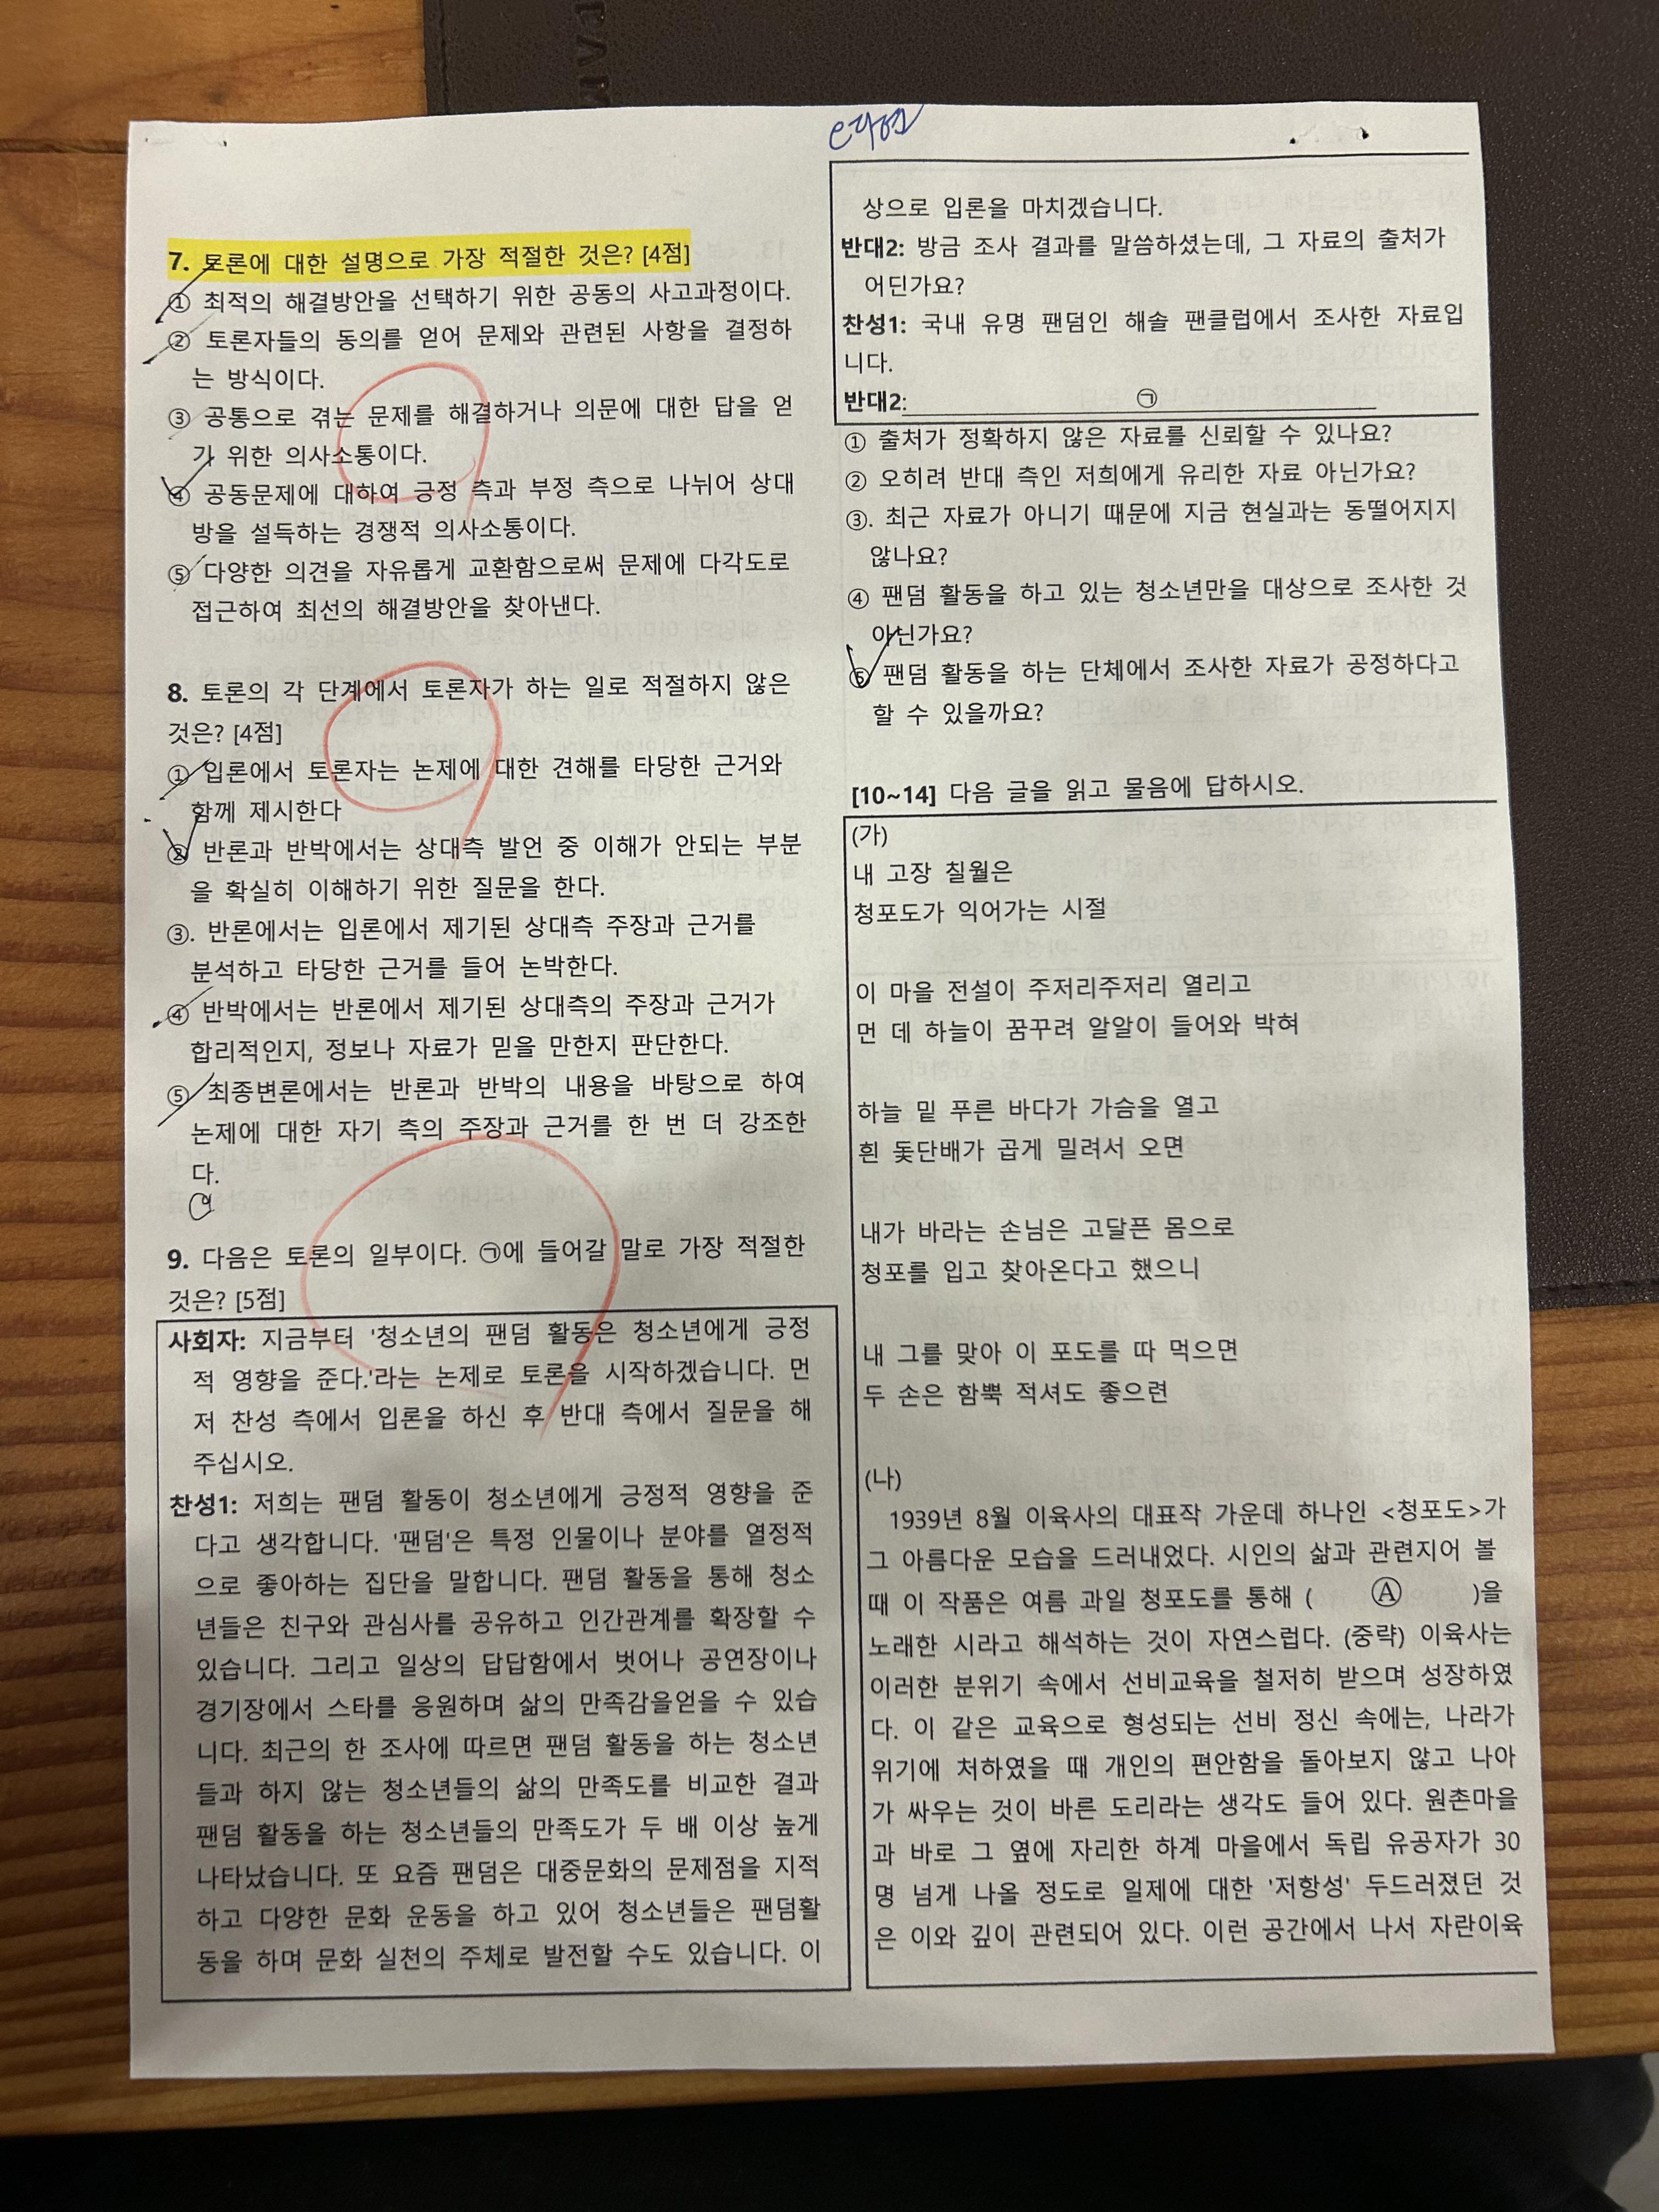 7. 토론에 대한 설명으로 가장 적절한 것은? [4점]
① 최적의 해결방안을 선택하기 위한 공동의 사고과정이다.
② 토론자들의 동의를 얻어 문제와 관련된 사항을 결정하
는 방식이다.
③ 공통으로 겪는 문제를 해결하거나 의문에 대한 답을 얻
기 위한 의사소통이다.
④ 공동문제에 대하여 긍정 측과 부정 측으로 나뉘어 상대
방을 설득하는 경쟁적 의사소통이다.
⑤ 다양한 의견을 자유롭게 교환함으로써 문제에 다각도로
접근하여 최선의 해결방안을 찾아낸다.
8. 토론의 각 단계에서 토론자가 하는 일로 적절하지 않은
것은? [4점]
① 입론에서 토론자는 논제에 대한 견해를 타당한 근거와
함께 제시한다
② 반론과 반박에서는 상대측 발언 중 이해가 안되는 부분
을 확실히 이해하기 위한 질문을 한다.
③. 반론에서는 입론에서 제기된 상대측 주장과 근거를
분석하고 타당한 근거를 들어 논박한다.
④ 반박에서는 반론에서 제기된 상대측의 주장과 근거가
합리적인지, 정보나 자료가 믿을 만한지 판단한다.
⑤ 최종변론에서는 반론과 반박의 내용을 바탕으로 하여
논제에 대한 자기 측의 주장과 근거를 한 번 더 강조한
다.
9. 다음은 토론의 일부이다. ㉠에 들어갈 말로 가장 적절한
것은? [5점]
사회자: 지금부터 '청소년의 팬덤 활동은 청소년에게 긍정
적 영향을 준다.'라는 논제로 토론을 시작하겠습니다. 먼
저 찬성 측에서 입론을 하신 후 반대 측에서 질문을 해
주십시오.
찬성1: 저희는 팬덤 활동이 청소년에게 긍정적 영향을 준
다고 생각합니다. '팬덤'은 특정 인물이나 분야를 열정적
으로 좋아하는 집단을 말합니다. 팬덤 활동을 통해 청소
년들은 친구와 관심사를 공유하고 인간관계를 확장할 수
있습니다. 그리고 일상의 답답함에서 벗어나 공연장이나
경기장에서 스타를 응원하며 삶의 만족감을얻을 수 있습
니다. 최근의 한 조사에 따르면 팬덤 활동을 하는 청소년
들과 하지 않는 청소년들의 삶의 만족도를 비교한 결과
팬덤 활동을 하는 청소년들의 만족도가 두 배 이상 높게
나타났습니다. 또 요즘 팬덤은 대중문화의 문제점을 지적
하고 다양한 문화 운동을 하고 있어 청소년들은 팬덤활
동을 하며 문화 실천의 주체로 발전할 수도 있습니다. 이
상으로 입론을 마치겠습니다.
반대2: 방금 조사 결과를 말씀하셨는데, 그 자료의 출처가
어딘가요?
찬성1: 국내 유명 팬덤인 해솔 팬클럽에서 조사한 자료입
니다.
반대2: ㉠
① 출처가 정확하지 않은 자료를 신뢰할 수 있나요?
② 오히려 반대 측인 저희에게 유리한 자료 아닌가요?
③. 최근 자료가 아니기 때문에 지금 현실과는 동떨어지지
않나요?
④ 팬덤 활동을 하고 있는 청소년만을 대상으로 조사한 것
아닌가요?
⑤ 팬덤 활동을 하는 단체에서 조사한 자료가 공정하다고
할 수 있을까요?
[10~14] 다음 글을 읽고 물음에 답하시오.
(가)
내 고장 칠월은
청포도가 익어가는 시절
이 마을 전설이 주저리주저리 열리고
먼 데 하늘이 꿈꾸려 알알이 들어와 박혀
하늘 밑 푸른 바다가 가슴을 열고
흰 돛단배가 곱게 밀려서 오면
내가 바라는 손님은 고달픈 몸으로
청포를 입고 찾아온다고 했으니
내 그를 맞아 이 포도를 따 먹으면
두 손은 함뿍 적셔도 좋으련
(나)
1939년 8월 이육사의 대표작 가운데 하나인 <청포도>가
그 아름다운 모습을 드러내었다. 시인의 삶과 관련지어 볼
때 이 작품은 여름 과일 청포도를 통해 ( Ⓐ )을
노래한 시라고 해석하는 것이 자연스럽다. (중략) 이육사는
이러한 분위기 속에서 선비교육을 철저히 받으며 성장하였
다. 이 같은 교육으로 형성되는 선비 정신 속에는, 나라가
위기에 처하였을 때 개인의 편안함을 돌아보지 않고 나아
가 싸우는 것이 바른 도리라는 생각도 들어 있다. 원촌마을
과 바로 그 옆에 자리한 하계 마을에서 독립 유공자가 30
명 넘게 나올 정도로 일제에 대한 '저항성' 두드러졌던 것
은 이와 깊이 관련되어 있다. 이런 공간에서 나서 자란이육